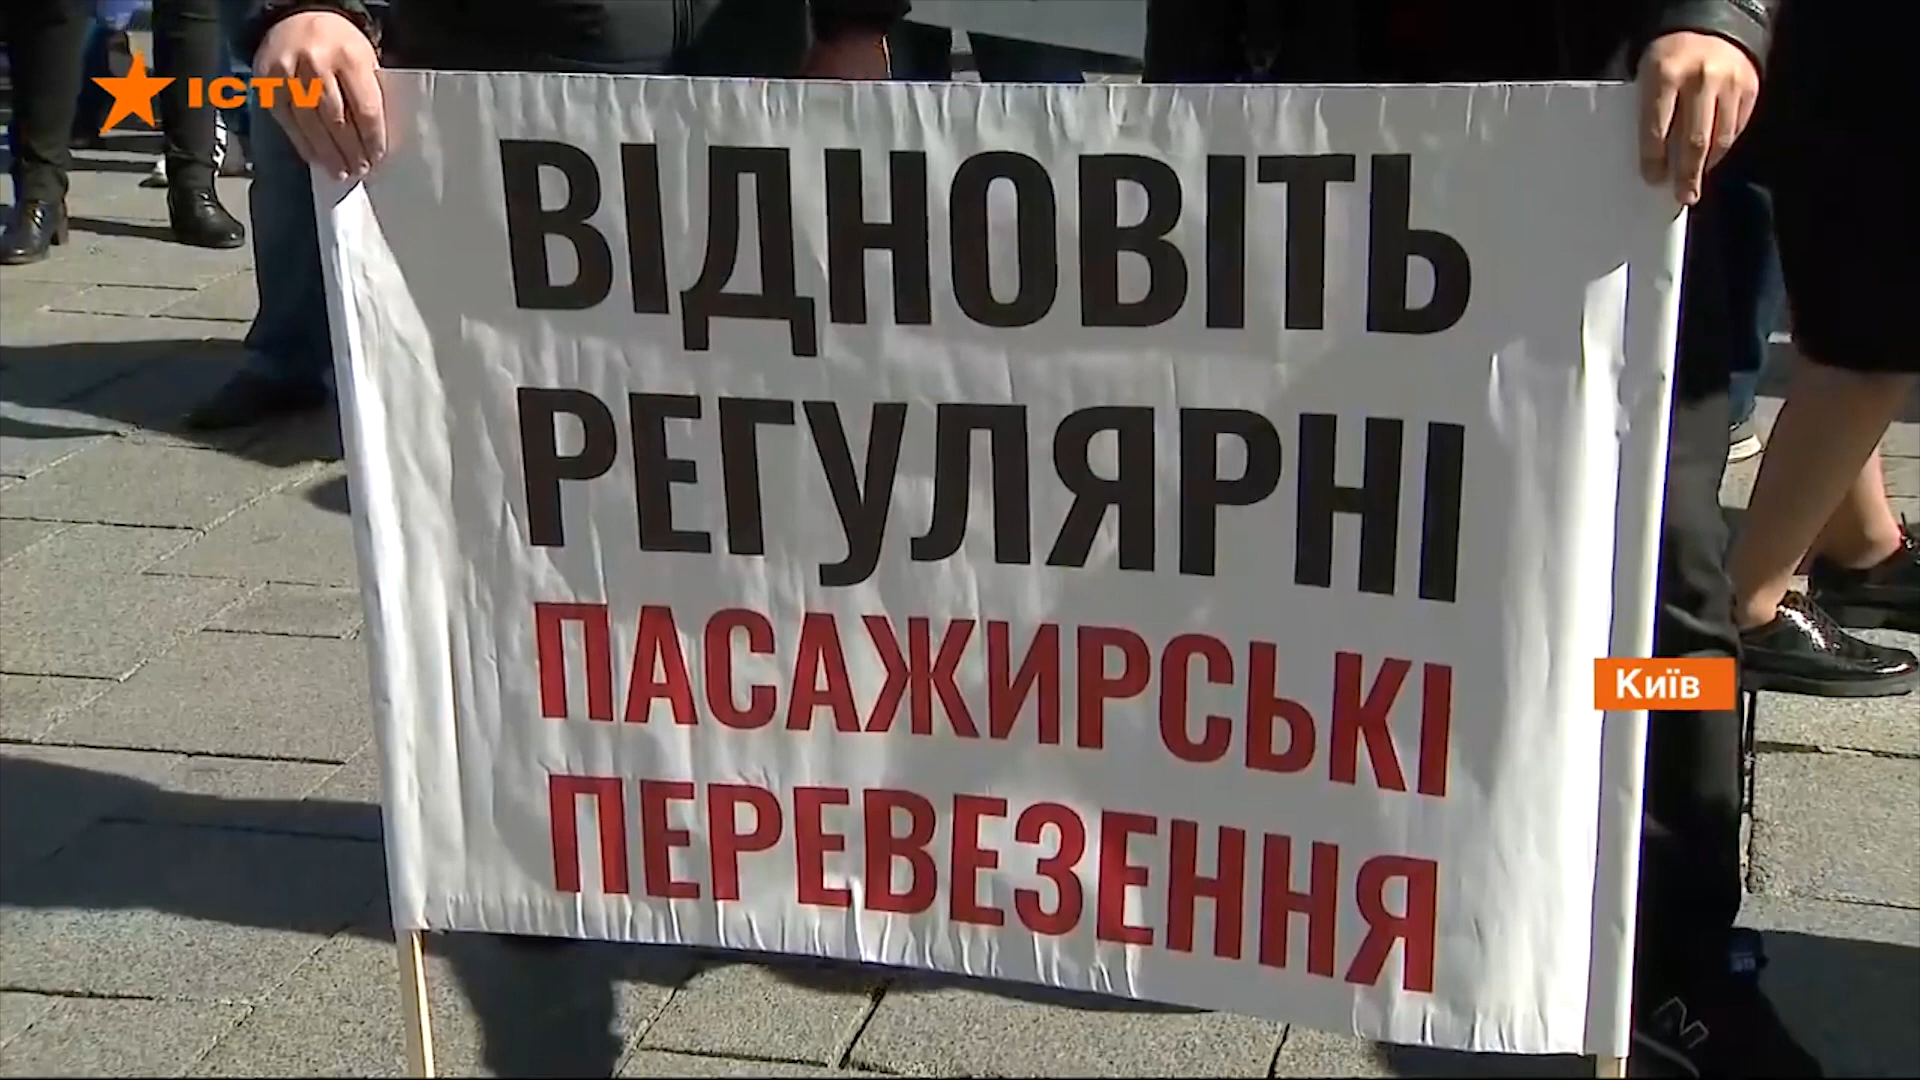 ICTV
ВІДНОВІТЬ
РЕГУЛЯРНІ
ПАСАЖИРСЬКІ
ПЕРЕВЕЗЕННЯ
Київ